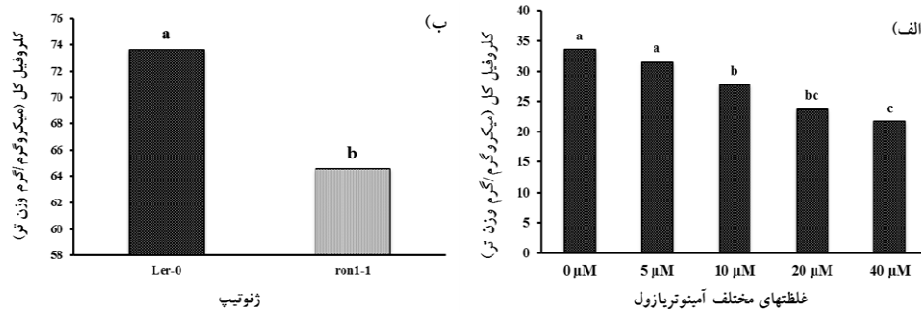 الف)
کلروفیل کل (میکروگرم/گرم وزن تر)
40
35
30
25
20
15
10
5
0
a
a
b
bc
c
0 µM
5 µM
10 µM
20 µM
40 µM
غلظتهای مختلف آمینوتریازول
ب)
کلروفیل کل (میکروگرم/گرم وزن تر)
76
74
72
70
68
66
64
62
60
58
a
b
Ler-0
ron1-1
ژنوتیپ